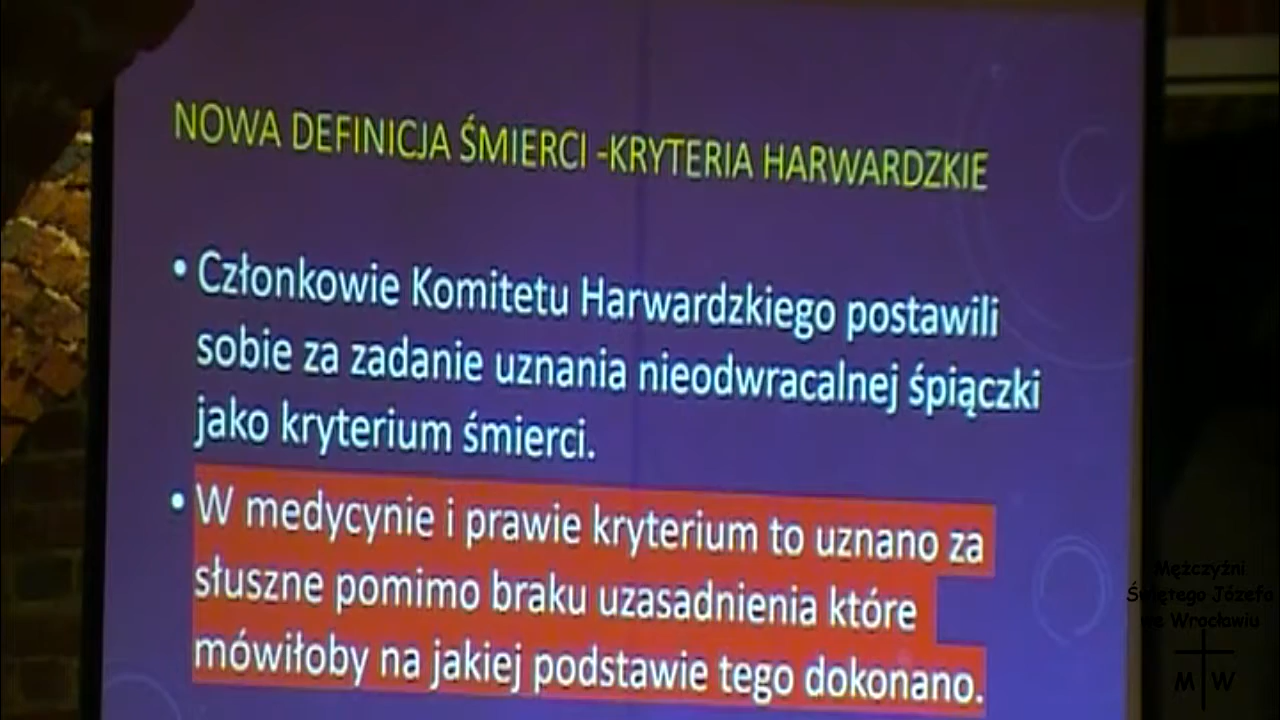 NOWA DEFINICJA ŚMIERCI -KRYTERIA HARWARDZKIE
• Członkowie Komitetu Harwardzkiego postawili
sobie za zadanie uznania nieodwracalnej śpiączki
jako kryterium śmierci.
• W medycynie i prawie kryterium to uznano za
słuszne pomimo braku uzasadnienia które
mówiłoby na jakiej podstawie tego dokonano.
Mężczyźni
Świętego Józefa
we Wrocławiu
M W